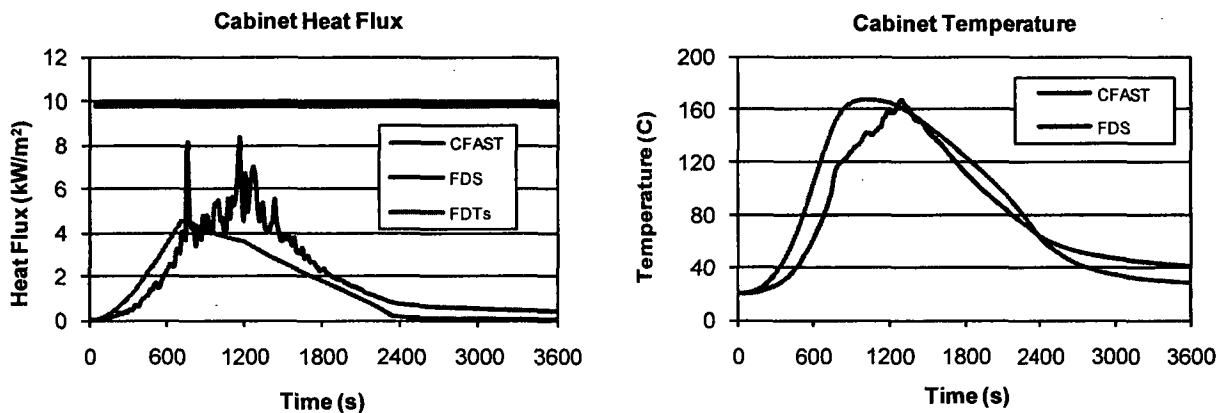 Cabinet Heat Flux
12
10
8
6
4
2
0
Heat Flux (kW/m²)
CFAST
FDS
FDTs
0 600 1200 1800 2400 3000 3600
Time (s)
Cabinet Temperature
200
160
120
80
40
0
Temperature (C)
CFAST
FDS
0 600 1200 1800 2400 3000 3600
Time (s)